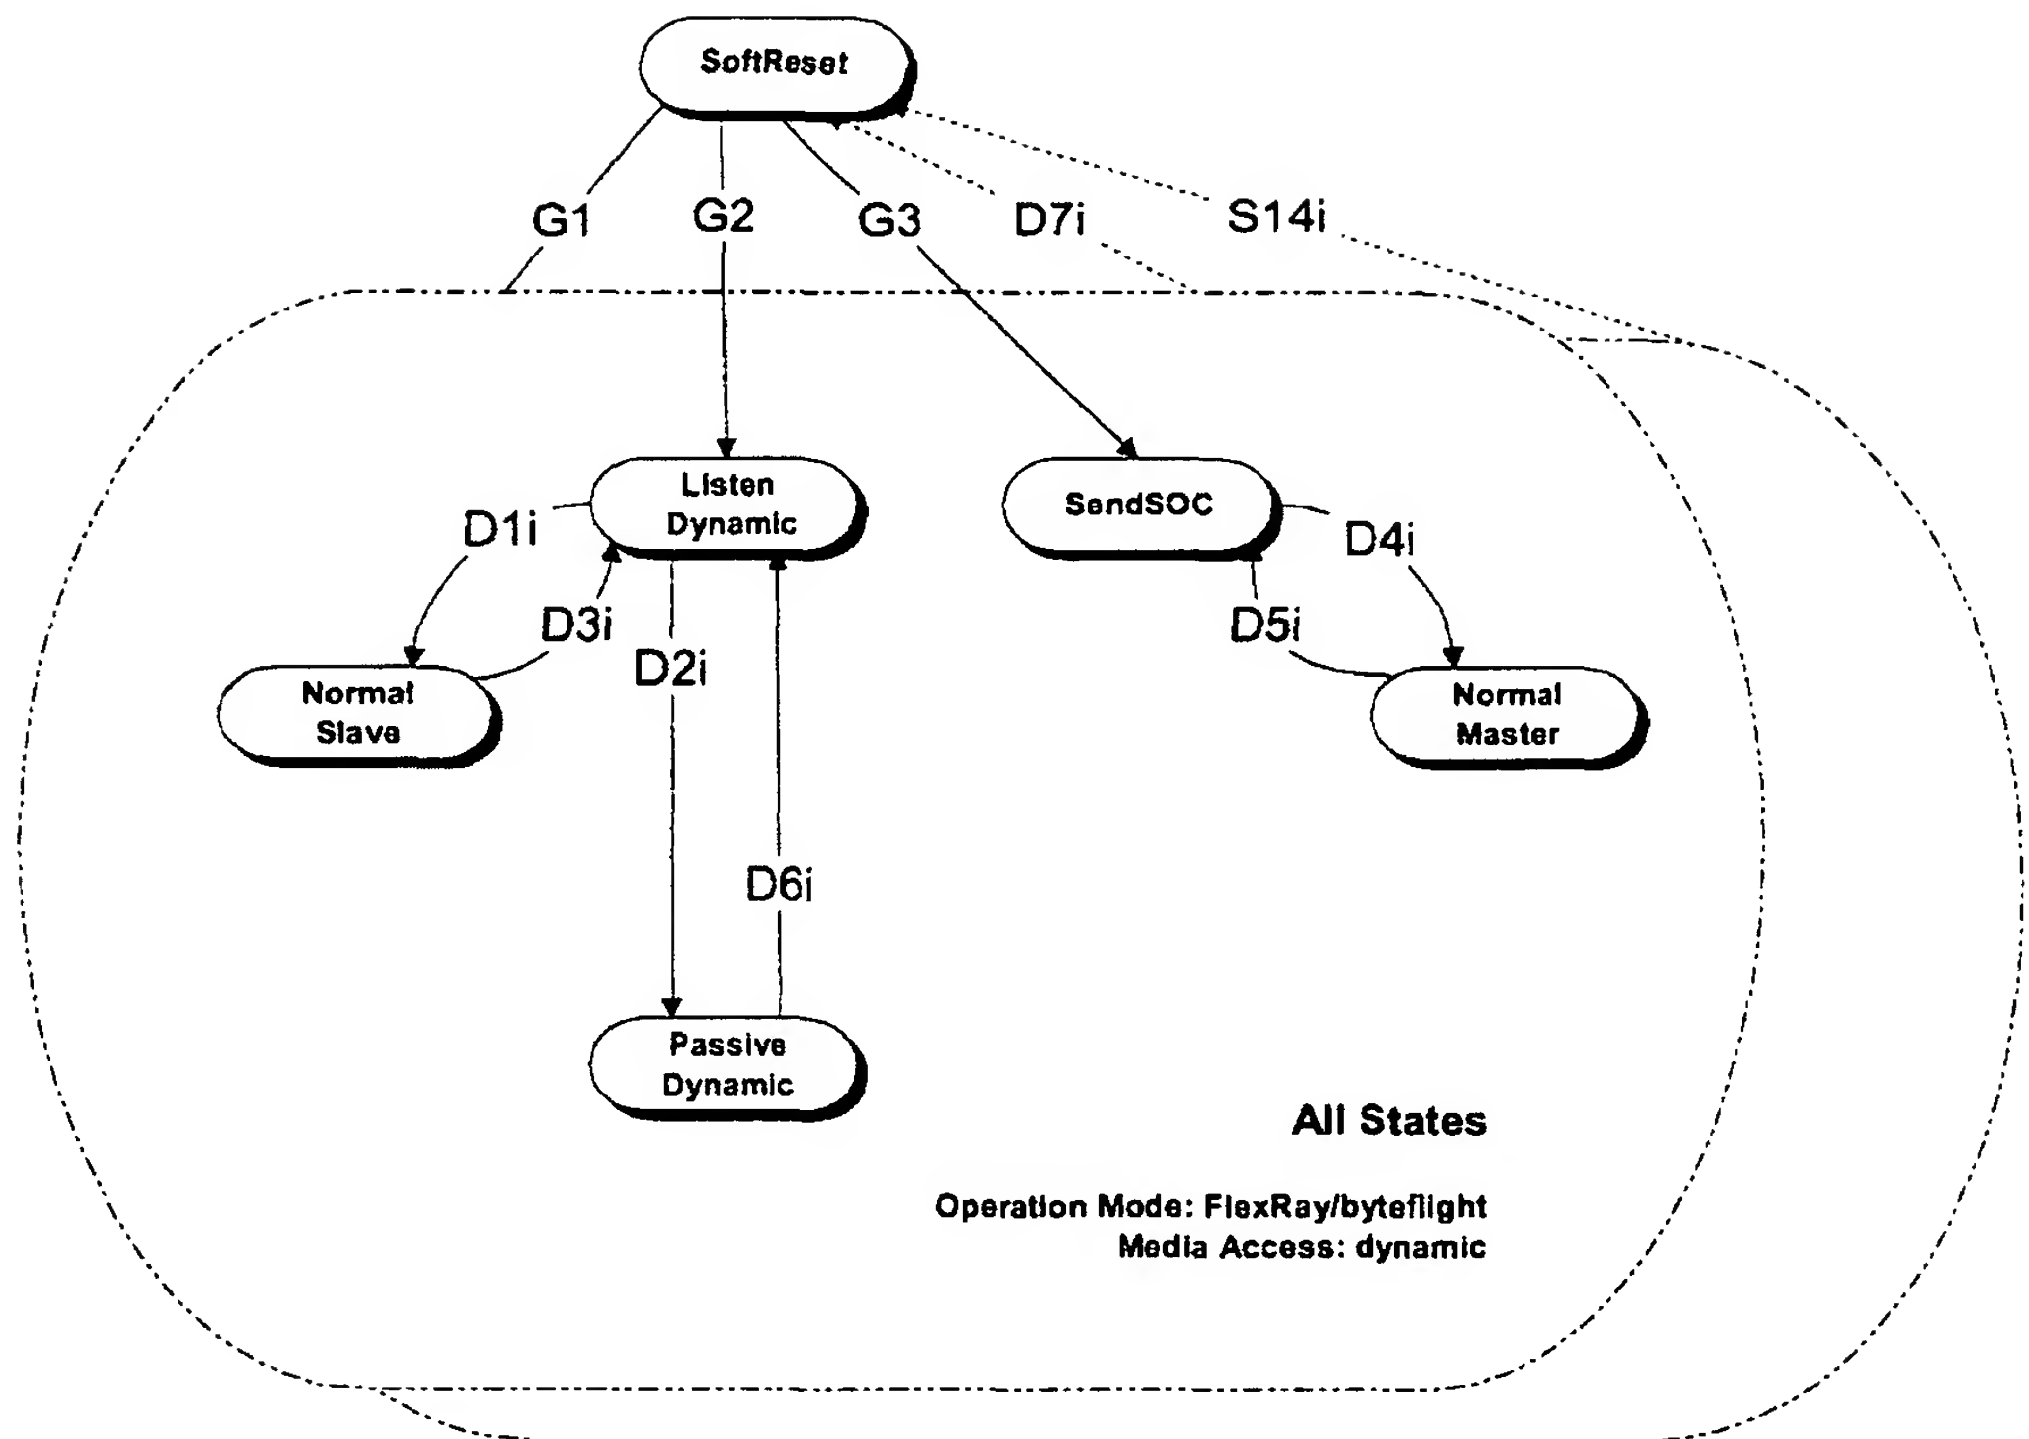 SoftReset
G1
G2
G3
D7i
S14i
Listen
Dynamic
SendSOC
D1i
D4i
D3i
D2i
D5i
Normal
Slave
Normal
Master
D6i
Passive
Dynamic
All States
Operation Mode: FlexRay/byteflight
Media Access: dynamic